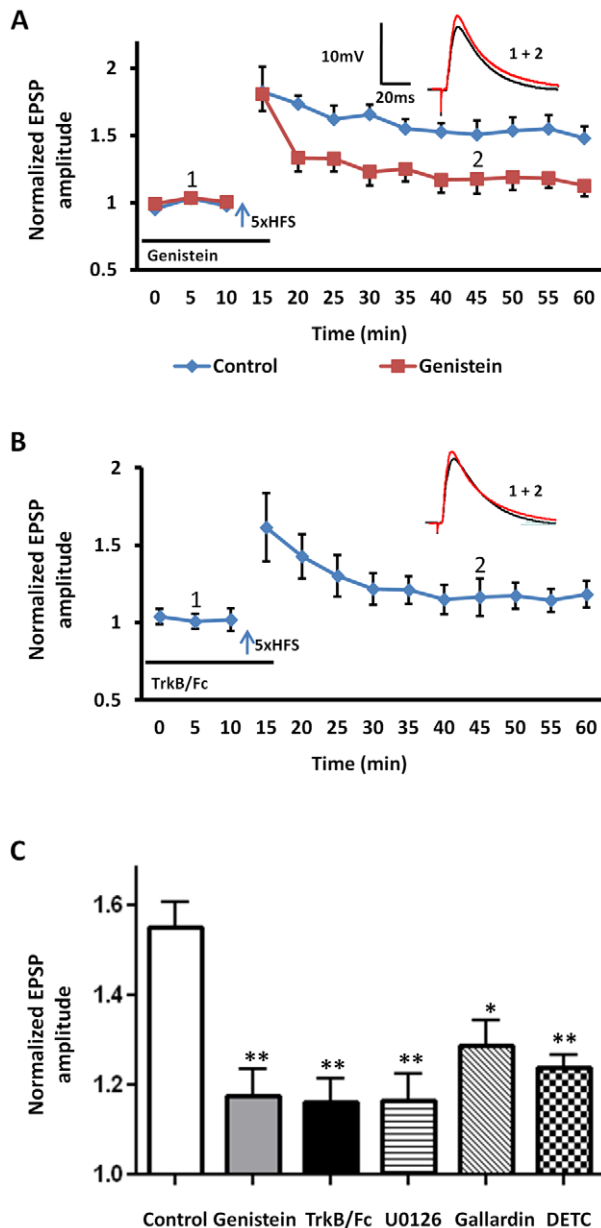 A
Normalized EPSP
amplitude
2
1.5
1
0.5
10mV
20ms
1 + 2
1
2
5xHFS
Genistein
0 5 10 15 20 25 30 35 40 45 50 55 60
Time (min)
Control Genistein
B
Normalized EPSP
amplitude
2
1.5
1
0.5
1 + 2
1
2
5xHFS
TrkB/Fc
0 5 10 15 20 25 30 35 40 45 50 55 60
Time (min)
C
Normalized EPSP
amplitude
1.6
1.4
1.2
1.0
** ** ** * **
Control Genistein TrkB/Fc U0126 Gallardin DETC